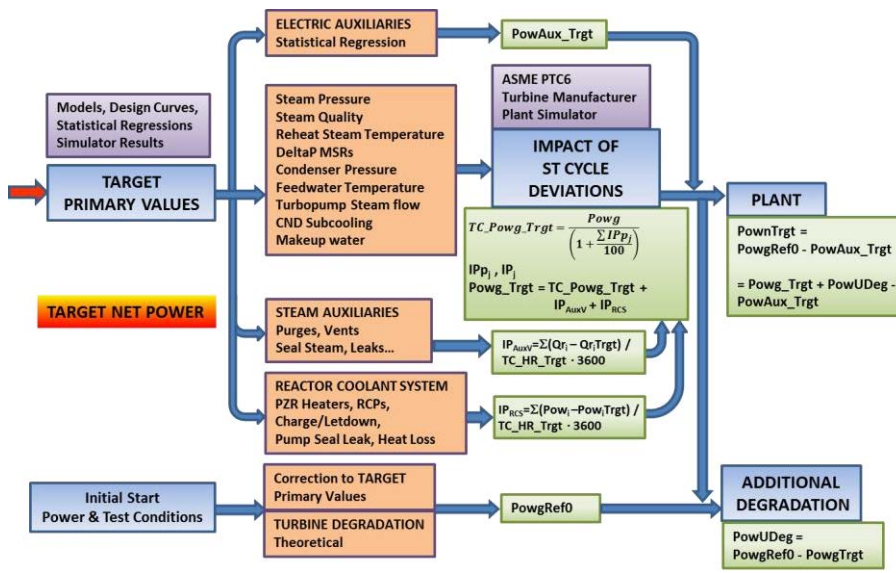 ELECTRIC AUXILIARIES
Statistical Regression
PowAux_Trgt
Models, Design Curves,
Statistical Regressions
Simulator Results
TARGET
PRIMARY VALUES
Steam Pressure
Steam Quality
Reheat Steam Temperature
DeltaP MSRs
Condenser Pressure
Feedwater Temperature
Turbopump Steam flow
CND Subcooling
Makeup water
ASME PTC6
Turbine Manufacturer
Plant Simulator
IMPACT OF
ST CYCLE
DEVIATIONS
TC_Powg_Trgt = Powg / (1 + ∑IPpj / 100)
IPpj , IPj
Powg_Trgt = TC_Powg_Trgt +
IPAuxV + IPRCS
PLANT
PownTrgt =
PowgRef0 - PowAux_Trgt
= Powg_Trgt + PowUDeg -
PowAux_Trgt
TARGET NET POWER
STEAM AUXILIARIES
Purges, Vents
Seal Steam, Leaks...
IPAuxV=Σ(Qri – QriTrgt) /
TC_HR_Trgt · 3600
REACTOR COOLANT SYSTEM
PZR Heaters, RCPs,
Charge/Letdown,
Pump Seal Leak, Heat Loss
IPRCS=Σ(Powi–PowiTrgt) /
TC_HR_Trgt · 3600
Initial Start
Power & Test Conditions
Correction to TARGET
Primary Values
TURBINE DEGRADATION
Theoretical
PowgRef0
ADDITIONAL
DEGRADATION
PowUDeg =
PowgRef0 - PowgTrgt